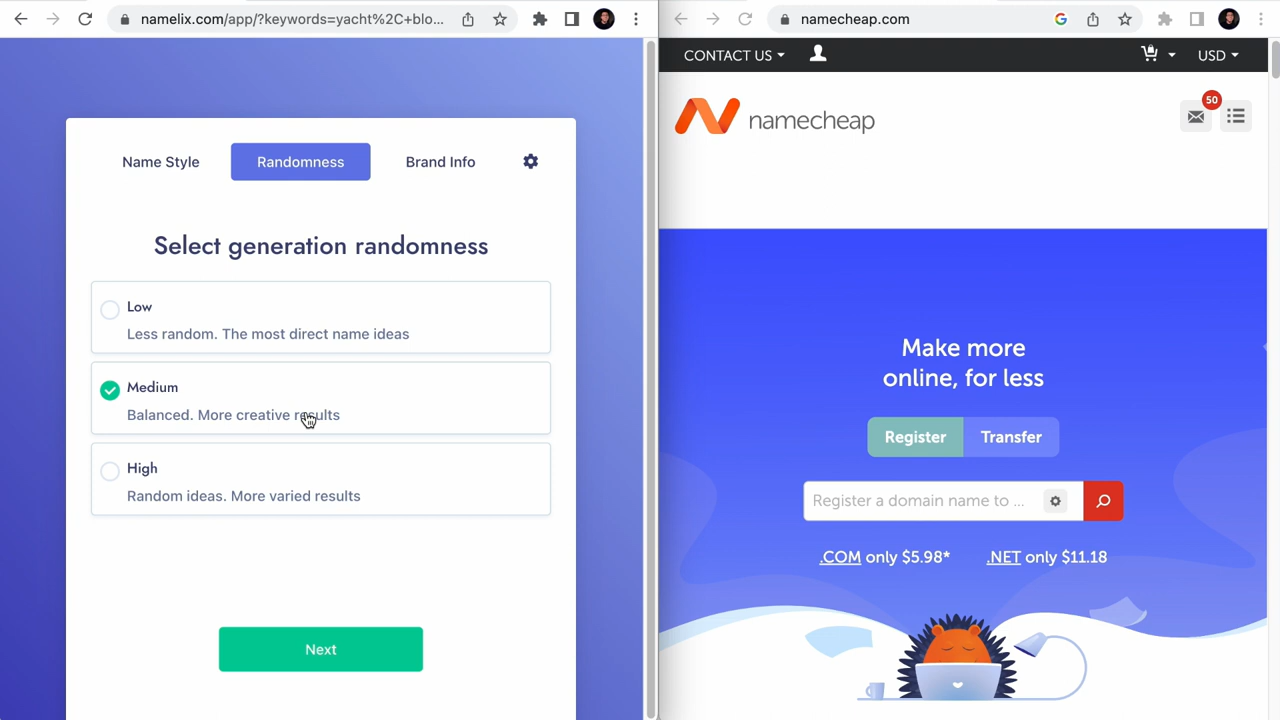 namelix.com/app/?keywords=yacht%2C+blo...
Name Style
Randomness
Brand Info
Select generation randomness
Low
Less random. The most direct name ideas
Medium
Balanced. More creative results
High
Random ideas. More varied results
Next
namecheap.com
CONTACT US
USD
namecheap
50
Make more
online, for less
Register
Transfer
Register a domain name to ...
.COM only $5.98*
.NET only $11.18